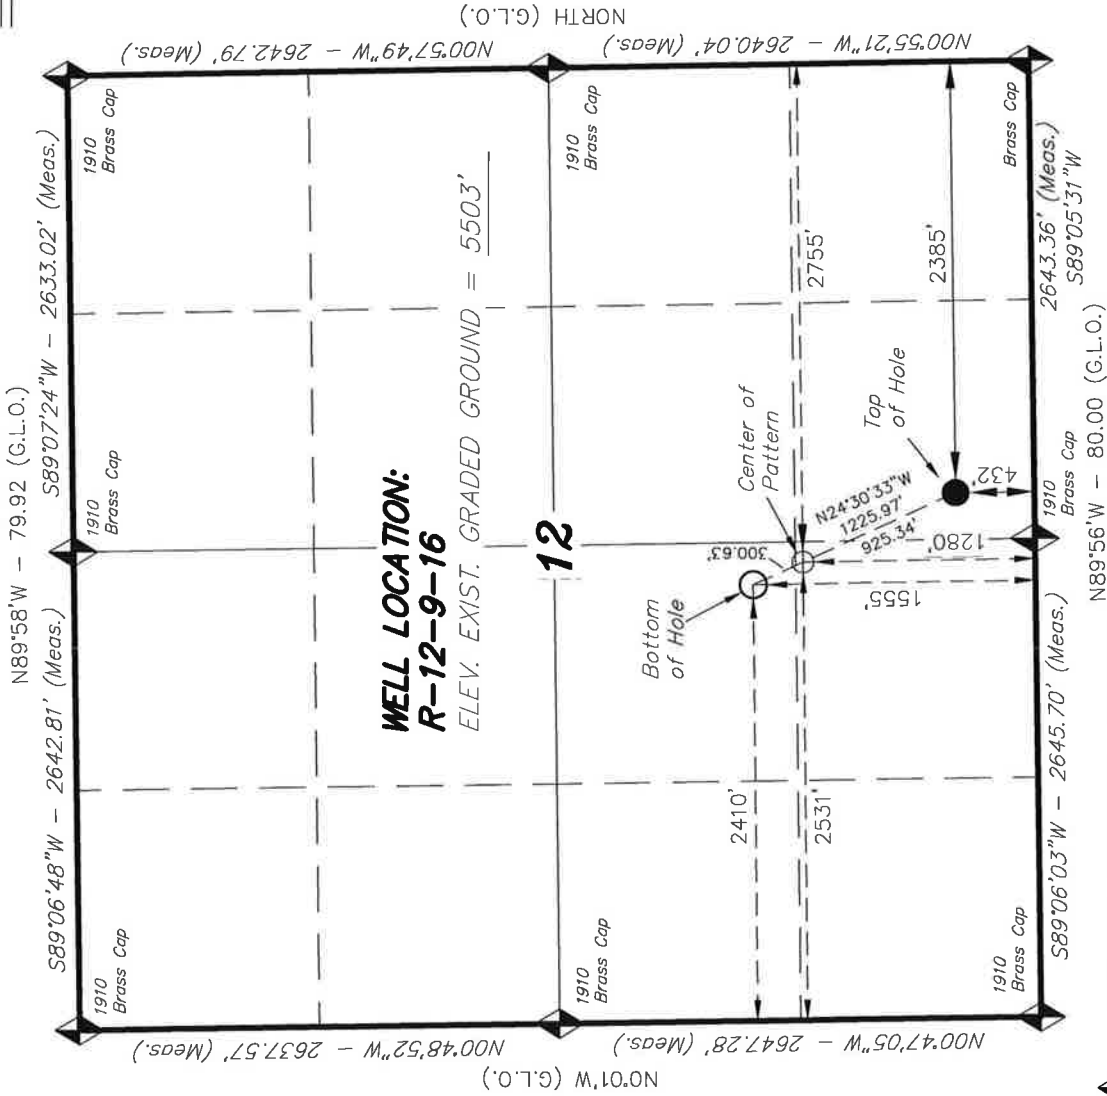 NORTH (G.L.O.)
N89°58'W - 79.92 (G.L.O.)
S89°06'48"W - 2642.81' (Meas.)
S89°07'24"W - 2633.02' (Meas.)
N00°57'49"W - 2642.79' (Meas.)
N00°55'21"W - 2640.04' (Meas.)
1910
Brass Cap
1910
Brass Cap
1910
Brass Cap
WELL LOCATION:
R-12-9-16
ELEV. EXIST. GRADED GROUND = 5503'
12
1910
Brass Cap
1910
Brass Cap
Bottom
of Hole
Center of
Pattern
Top
of Hole
2755'
2385'
2410'
2531'
300.63'
N24°30'33"W
1225.97'
925.34'
432'
1280'
1555'
1910
Brass Cap
1910
Brass Cap
Brass Cap
N00°48'52"W - 2637.57' (Meas.)
N00°47'05"W - 2647.28' (Meas.)
N0°01'W (G.L.O.)
S89°06'03"W - 2645.70' (Meas.)
2643.36' (Meas.)
S89°05'31"W
N89°56'W - 80.00 (G.L.O.)